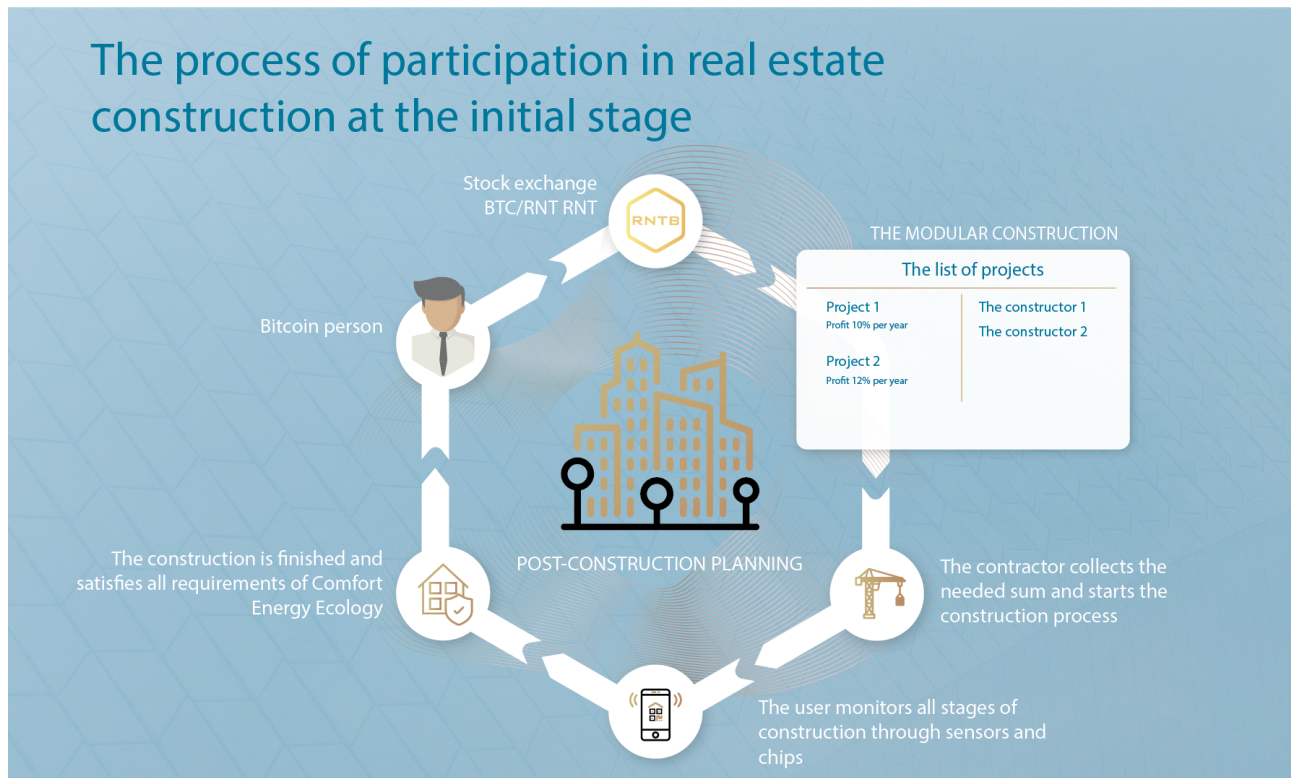 The process of participation in real estate
construction at the initial stage
Stock exchange
BTC/RNT RNT
RNTB
THE MODULAR CONSTRUCTION
The list of projects
Project 1
Profit 10% per year
Project 2
Profit 12% per year
The constructor 1
The constructor 2
Bitcoin person
POST-CONSTRUCTION PLANNING
The construction is finished and
satisfies all requirements of Comfort
Energy Ecology
The contractor collects the
needed sum and starts the
construction process
The user monitors all stages of
construction through sensors and
chips